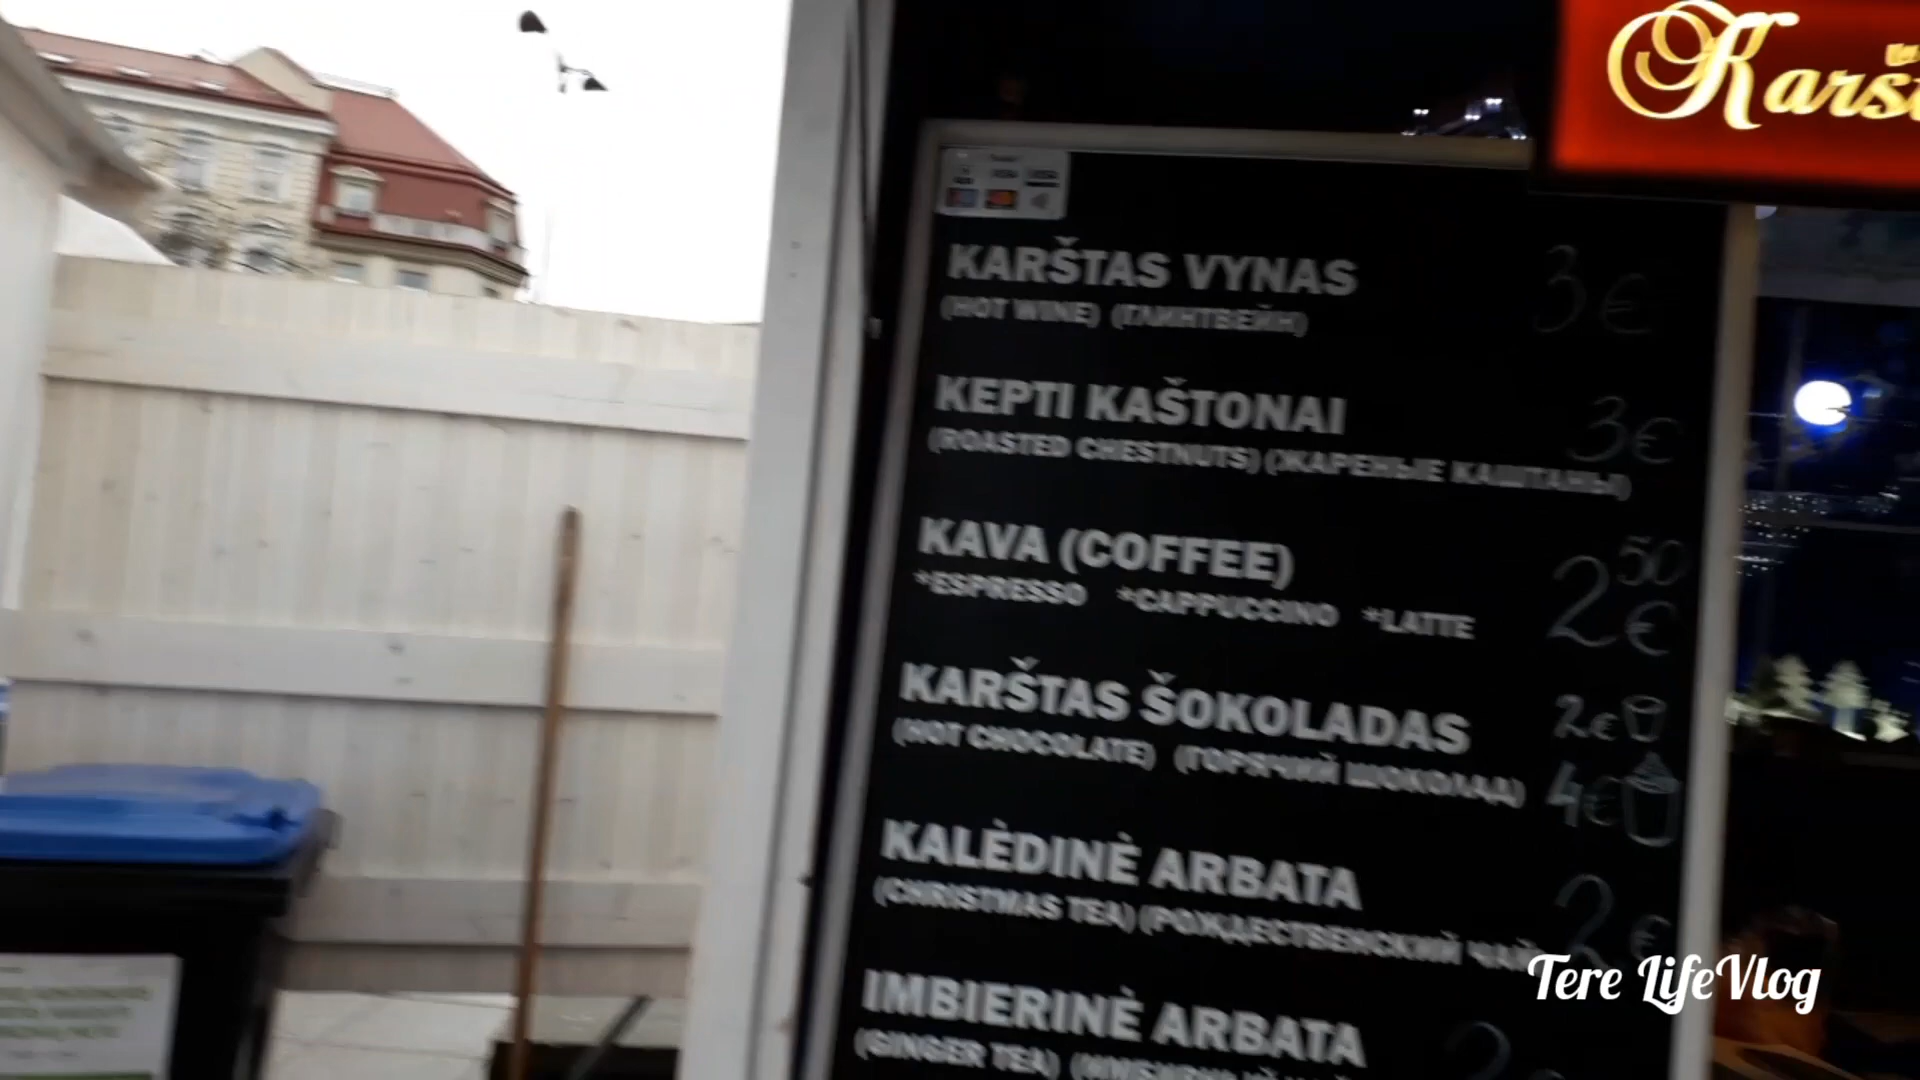 KARŠTAS VYNAS 3€
(HOT WINE) (ГЛИНТВЕЙН)
KEPTI KAŠTONAI 3€
(ROASTED CHESTNUTS) (ЖАРЕНЫЕ КАШТАНЫ)
KAVA (COFFEE) 2 50 €
*ESPRESSO *CAPPUCCINO *LATTE
KARŠTAS ŠOKOLADAS 2€
(HOT CHOCOLATE) (ГОРЯЧИЙ ШОКОЛАД) 4€
KALĖDINĖ ARBATA 2€
(CHRISTMAS TEA) (РОЖДЕСТВЕНСКИЙ ЧАЙ
IMBIERINĖ ARBATA
(GINGER TEA)
Tere LifeVlog